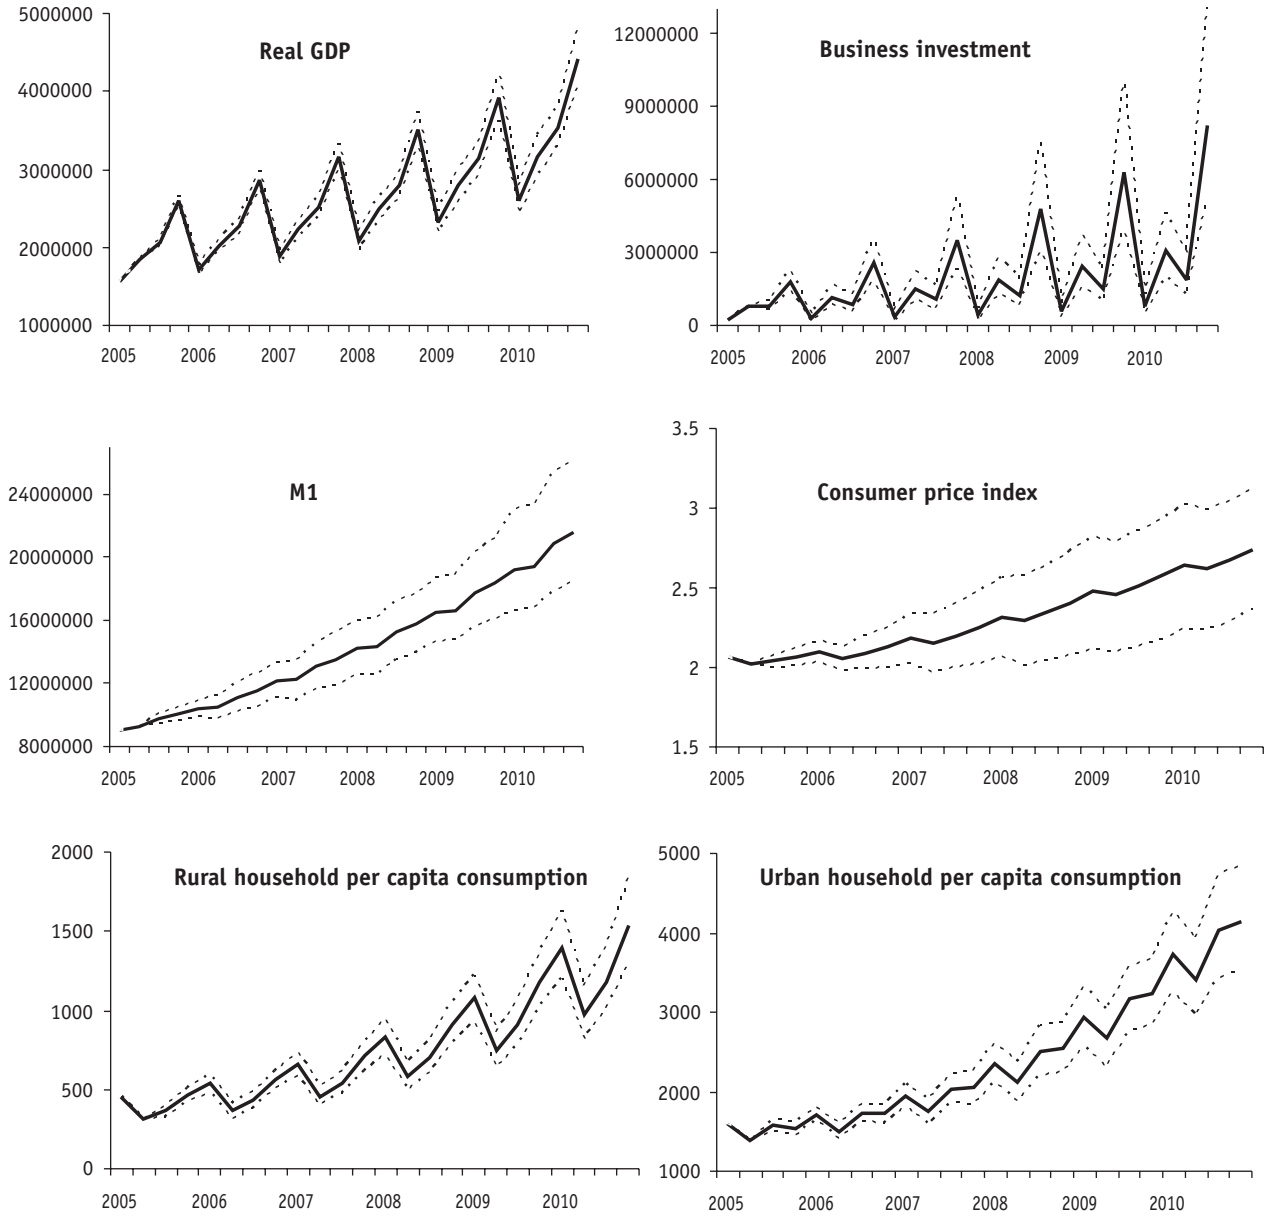 Real GDP
5000000
4000000
3000000
2000000
1000000
2005 2006 2007 2008 2009 2010
Business investment
12000000
9000000
6000000
3000000
0
2005 2006 2007 2008 2009 2010
M1
24000000
20000000
16000000
12000000
8000000
2005 2006 2007 2008 2009 2010
Consumer price index
3.5
3
2.5
2
1.5
2005 2006 2007 2008 2009 2010
Rural household per capita consumption
2000
1500
1000
500
0
2005 2006 2007 2008 2009 2010
Urban household per capita consumption
5000
4000
3000
2000
1000
2005 2006 2007 2008 2009 2010